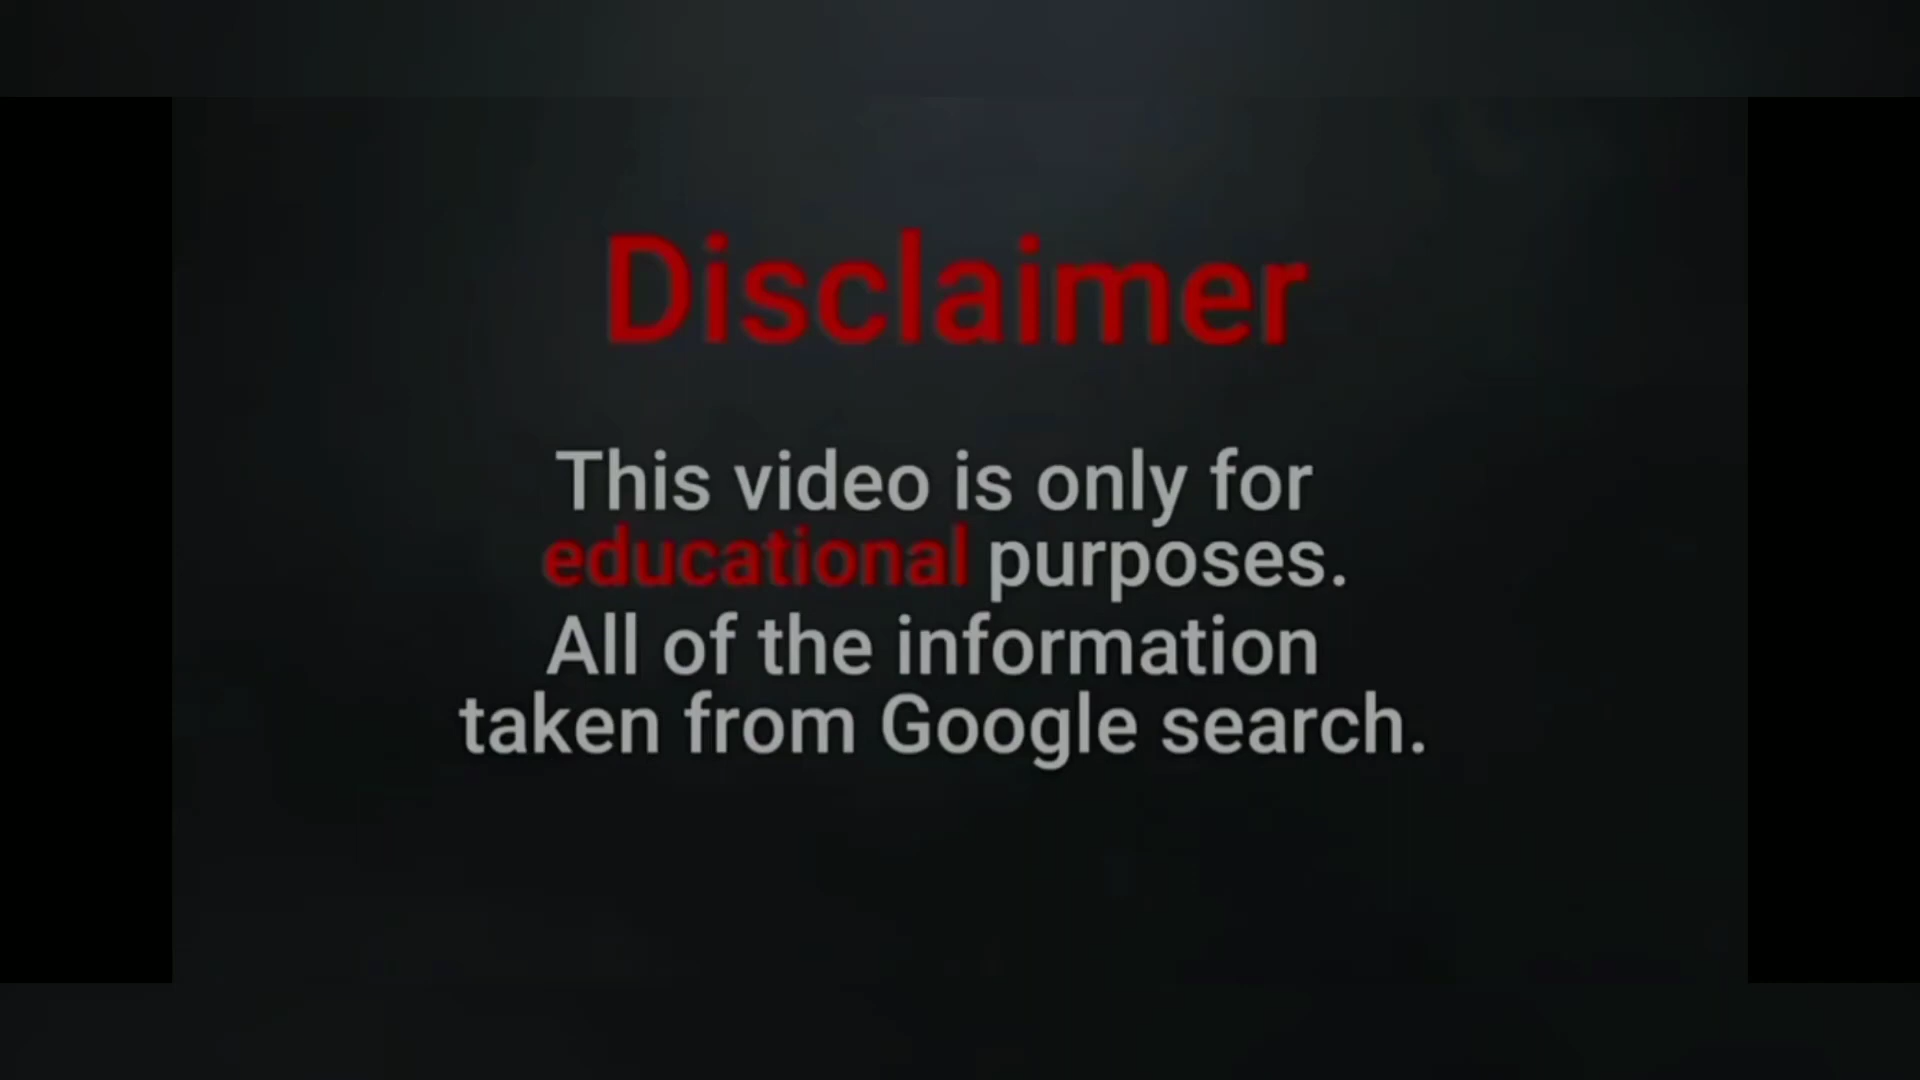 Disclaimer
This video is only for
educational purposes.
All of the information
taken from Google search.